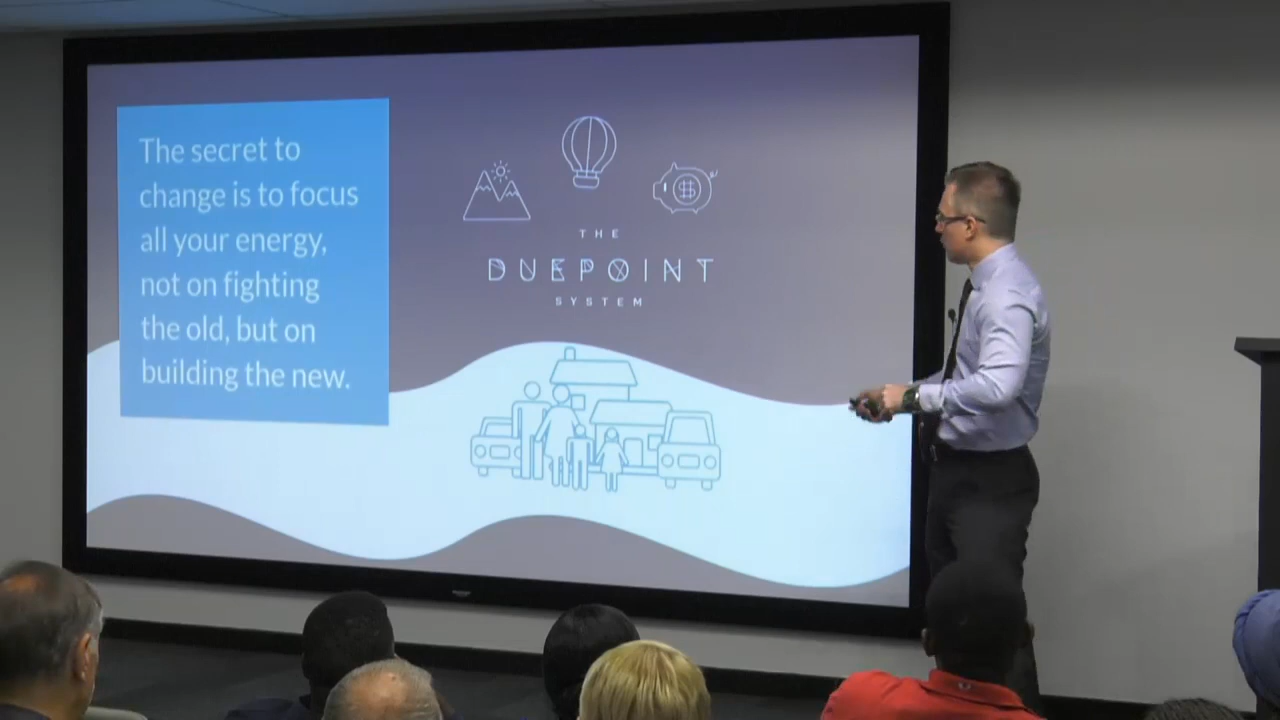 The secret to
change is to focus
all your energy,
not on fighting
the old, but on
building the new.
THE
DUEPOINT
SYSTEM